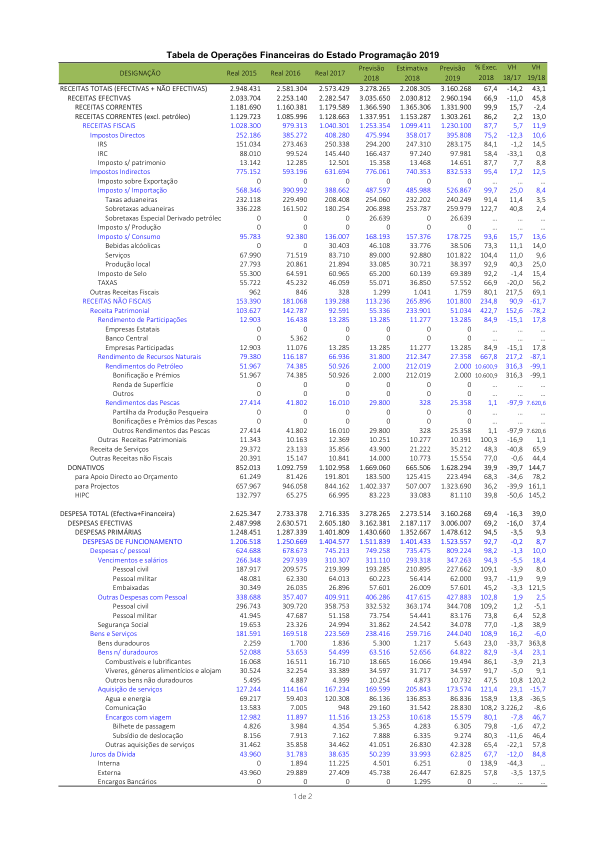 Tabela de Operações Financeiras do Estado Programação 2019
DESIGNAÇÃO Real 2015 Real 2016 Real 2017 Previsão 2018 Estimativa 2018 Previsão 2019 % Exec. 2018 VH 18/17 VH 19/18
RECEITAS TOTAIS (EFECTIVAS + NÃO EFECTIVAS) 2.948.431 2.581.304 2.573.429 3.278.265 2.208.305 3.160.268 67,4 -14,2 43,1
RECEITAS EFECTIVAS 2.033.704 2.253.140 2.282.547 3.035.650 2.030.812 2.960.194 66,9 -11,0 45,8
RECEITAS CORRENTES 1.181.690 1.160.381 1.179.589 1.366.590 1.365.306 1.331.900 99,9 15,7 -2,4
RECEITAS CORRENTES (excl. petróleo) 1.129.723 1.085.996 1.128.663 1.337.991 1.153.287 1.303.261 86,2 2,2 13,0
RECEITAS FISCAIS 1.028.300 979.313 1.040.301 1.253.354 1.099.411 1.230.100 87,7 5,7 11,9
Impostos Directos 252.186 385.272 408.280 475.994 358.017 395.808 75,2 -12,3 10,6
IRS 151.034 273.463 250.338 294.200 247.310 283.175 84,1 -1,2 14,5
IRC 88.010 99.524 145.440 166.437 97.240 97.981 58,4 -33,1 0,8
Imposto s/ patrimonio 13.142 12.285 12.501 15.358 13.468 14.651 87,7 7,7 8,8
Impostos Indirectos 775.152 593.196 631.694 776.061 740.353 832.533 95,4 17,2 12,5
Imposto sobre Exportação 0 0 0 0 0 0 ... ... ...
Imposto s/ Importação 568.346 390.992 388.662 487.597 485.988 526.867 99,7 25,0 8,4
Taxas aduaneiras 232.118 229.490 208.408 254.060 232.202 240.249 91,4 11,4 3,5
Sobretaxas aduaneiras 336.228 161.502 180.254 206.898 253.787 259.979 122,7 40,8 2,4
Sobretaxas Especial Derivado petróleo 0 0 0 26.639 0 26.639 ... ... ...
Imposto s/ Produção 0 0 0 0 0 0 ... ... ...
Imposto s/ Consumo 95.783 92.380 136.007 168.193 157.376 178.725 93,6 15,7 13,6
Bebidas alcóolicas 0 0 30.403 46.108 33.776 38.506 73,3 11,1 14,0
Serviços 67.990 71.519 83.710 89.000 92.880 101.822 104,4 11,0 9,6
Produção local 27.793 20.861 21.894 33.085 30.721 38.397 92,9 40,3 25,0
Imposto de Selo 55.300 64.591 60.965 65.200 60.139 69.389 92,2 -1,4 15,4
TAXAS 55.722 45.232 46.059 55.071 36.850 57.552 66,9 -20,0 56,2
Outras Receitas Fiscais 962 846 328 1.299 1.041 1.759 80,1 217,5 69,1
RECEITAS NÃO FISCAIS 153.390 181.068 139.288 113.236 265.896 101.800 234,8 90,9 -61,7
Receita Patrimonial 103.627 142.787 92.591 55.336 233.901 51.034 422,7 152,6 -78,2
Rendimento de Participações 12.903 16.438 13.285 13.285 11.277 13.285 84,9 -15,1 17,8
Empresas Estatais 0 0 0 0 0 0 ... ... ...
Banco Central 0 5.362 0 0 0 0 ... ... ...
Empresas Participadas 12.903 11.076 13.285 13.285 11.277 13.285 84,9 -15,1 17,8
Rendimento de Recursos Naturais 79.380 116.187 66.936 31.800 212.347 27.358 667,8 217,2 -87,1
Rendimentos do Petróleo 51.967 74.385 50.926 2.000 212.019 2.000 10.600,9 316,3 -99,1
Bonificação e Prémios 51.967 74.385 50.926 2.000 212.019 2.000 10.600,9 316,3 -99,1
Renda de Superfície 0 0 0 0 0 0 ... ... ...
Outros 0 0 0 0 0 0 ... ... ...
Rendimentos das Pescas 27.414 41.802 16.010 29.800 328 25.358 1,1 -97,9 7.620,6
Partilha da Produção Pesqueira 0 0 0 0 0 0 ... ... ...
Bonificações e Prémios das Pescas 0 0 0 0 0 0 ... ... ...
Outros Rendimentos das Pescas 27.414 41.802 16.010 29.800 328 25.358 1,1 -97,9 7.620,6
Outras Receitas Patrimoniais 11.343 10.163 12.369 10.251 10.277 10.391 100,3 -16,9 1,1
Receita de Serviços 29.372 23.133 35.856 43.900 21.222 35.212 48,3 -40,8 65,9
Outras Receitas não Fiscais 20.391 15.147 10.841 14.000 10.773 15.554 77,0 -0,6 44,4
DONATIVOS 852.013 1.092.759 1.102.958 1.669.060 665.506 1.628.294 39,9 -39,7 144,7
para Apoio Directo ao Orçamento 61.249 81.426 191.801 183.500 125.415 223.494 68,3 -34,6 78,2
para Projectos 657.967 946.058 844.162 1.402.337 507.007 1.323.690 36,2 -39,9 161,1
HIPC 132.797 65.275 66.995 83.223 33.083 81.110 39,8 -50,6 145,2
DESPESA TOTAL (Efectiva+Financeira) 2.625.347 2.733.378 2.716.335 3.278.265 2.273.514 3.160.268 69,4 -16,3 39,0
DESPESAS EFECTIVAS 2.487.998 2.630.571 2.605.180 3.162.381 2.187.117 3.006.007 69,2 -16,0 37,4
DESPESAS PRIMÁRIAS 1.248.451 1.287.339 1.401.809 1.430.660 1.352.667 1.478.612 94,5 -3,5 9,3
DESPESAS DE FUNCIONAMENTO 1.206.518 1.250.669 1.404.577 1.511.839 1.401.433 1.523.557 92,7 -0,2 8,7
Despesas c/ pessoal 624.688 678.673 745.213 749.258 735.475 809.224 98,2 -1,3 10,0
Vencimentos e salários 266.348 297.939 310.307 311.110 293.318 347.263 94,3 -5,5 18,4
Pessoal civil 187.917 209.575 219.399 193.285 210.895 227.662 109,1 -3,9 8,0
Pessoal militar 48.081 62.330 64.013 60.223 56.414 62.000 93,7 -11,9 9,9
Embaixadas 30.349 26.035 26.896 57.601 26.009 57.601 45,2 -3,3 121,5
Outras Despesas com Pessoal 338.688 357.407 409.911 406.286 417.615 427.883 102,8 1,9 2,5
Pessoal civil 296.743 309.720 358.753 332.532 363.174 344.708 109,2 1,2 -5,1
Pessoal militar 41.945 47.687 51.158 73.754 54.441 83.176 73,8 6,4 52,8
Segurança Social 19.653 23.326 24.994 31.862 24.542 34.078 77,0 -1,8 38,9
Bens e Serviços 181.591 169.518 223.569 238.416 259.716 244.040 108,9 16,2 -6,0
Bens duradouros 2.259 1.700 1.836 5.300 1.217 5.643 23,0 -33,7 363,8
Bens n/ duradouros 52.088 53.653 54.499 63.516 52.656 64.822 82,9 -3,4 23,1
Combustíveis e lubrificantes 16.068 16.511 16.710 18.665 16.066 19.494 86,1 -3,9 21,3
Víveres, géneros alimentícios e alojam 30.524 32.254 33.389 34.597 31.717 34.597 91,7 -5,0 9,1
Outros bens não duradouros 5.495 4.887 4.399 10.254 4.873 10.732 47,5 10,8 120,2
Aquisição de serviços 127.244 114.164 167.234 169.599 205.843 173.574 121,4 23,1 -15,7
Agua e energia 69.217 59.403 120.308 86.136 136.853 86.836 158,9 13,8 -36,5
Comunicação 13.583 7.005 948 29.160 31.542 28.830 108,2 3.226,2 -8,6
Encargos com viagem 12.982 11.897 11.516 13.253 10.618 15.579 80,1 -7,8 46,7
Bilhete de passagem 4.826 3.984 4.354 5.365 4.283 6.305 79,8 -1,6 47,2
Subsídio de deslocação 8.156 7.913 7.162 7.888 6.335 9.274 80,3 -11,6 46,4
Outras aquisições de serviços 31.462 35.858 34.462 41.051 26.830 42.328 65,4 -22,1 57,8
Juros da Dívida 43.960 31.783 38.635 50.239 33.993 62.825 67,7 -12,0 84,8
Interna 0 1.894 11.225 4.501 6.251 0 138,9 -44,3 ...
Externa 43.960 29.889 27.409 45.738 26.447 62.825 57,8 -3,5 137,5
Encargos Bancários 0 0 0 0 1.295 0 ... ... ...
1 de 2